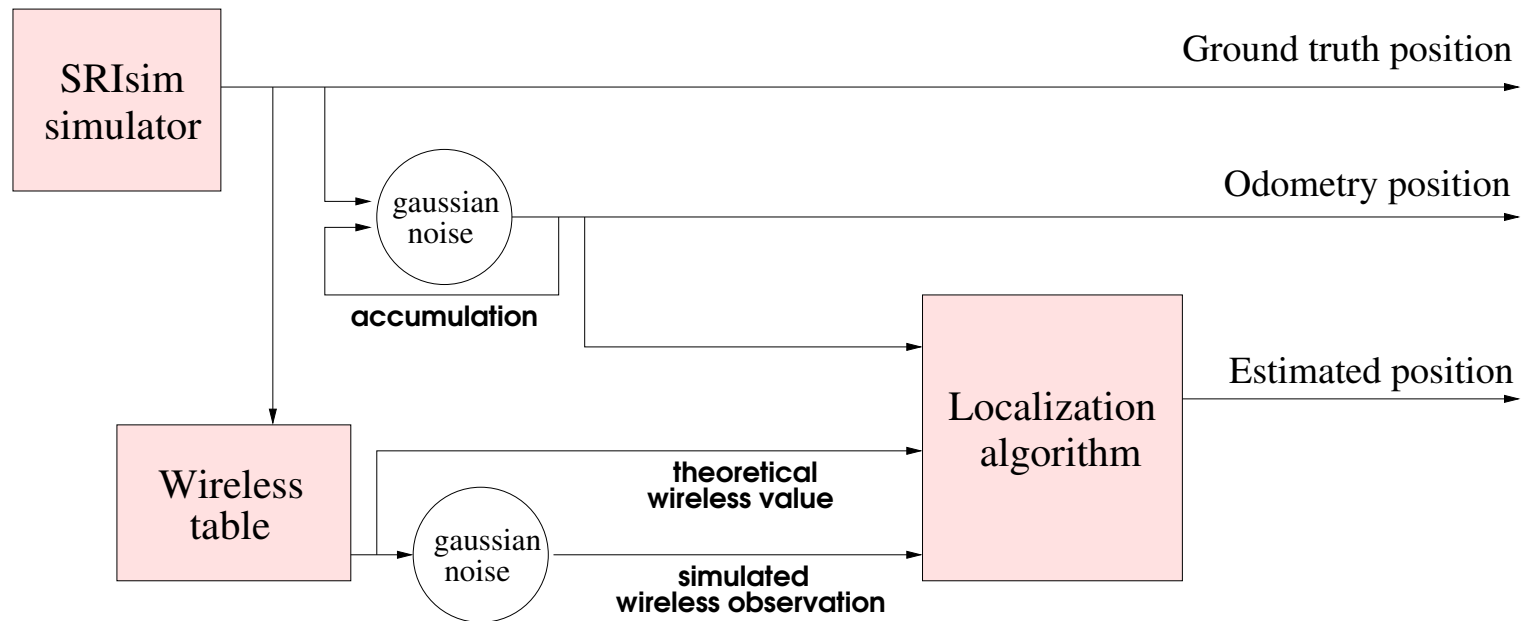 SRIsim
simulator
Ground truth position
gaussian
noise
Odometry position
accumulation
Estimated position
Localization
algorithm
Wireless
table
theoretical
wireless value
gaussian
noise
simulated
wireless observation